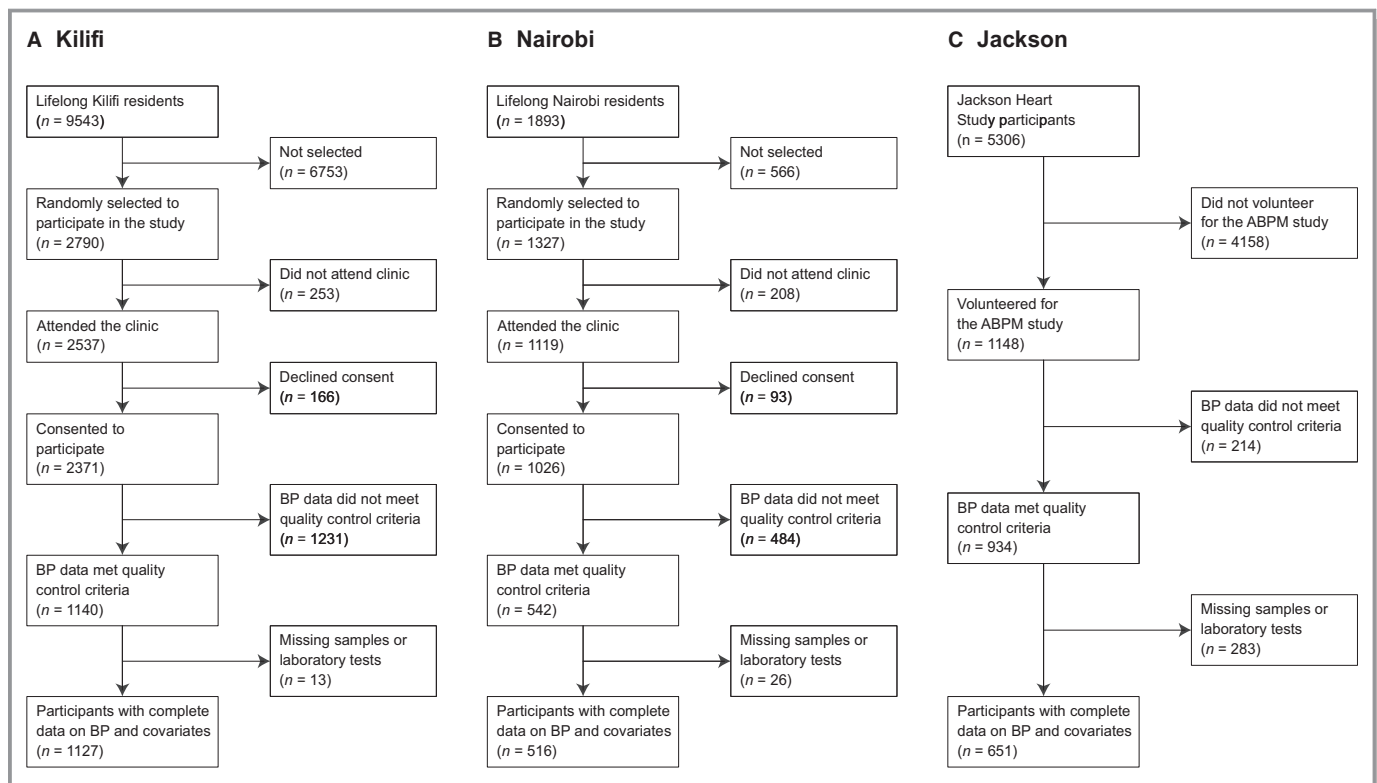 A Kilifi
Lifelong Kilifi residents
(n = 9543)
Not selected
(n = 6753)
Randomly selected to
participate in the study
(n = 2790)
Did not attend clinic
(n = 253)
Attended the clinic
(n = 2537)
Declined consent
(n = 166)
Consented to
participate
(n = 2371)
BP data did not meet
quality control criteria
(n = 1231)
BP data met quality
control criteria
(n = 1140)
Missing samples or
laboratory tests
(n = 13)
Participants with complete
data on BP and covariates
(n = 1127)
B Nairobi
Lifelong Nairobi residents
(n = 1893)
Not selected
(n = 566)
Randomly selected to
participate in the study
(n = 1327)
Did not attend clinic
(n = 208)
Attended the clinic
(n = 1119)
Declined consent
(n = 93)
Consented to
participate
(n = 1026)
BP data did not meet
quality control criteria
(n = 484)
BP data met quality
control criteria
(n = 542)
Missing samples or
laboratory tests
(n = 26)
Participants with complete
data on BP and covariates
(n = 516)
C Jackson
Jackson Heart
Study participants
(n = 5306)
Did not volunteer
for the ABPM study
(n = 4158)
Volunteered for
the ABPM study
(n = 1148)
BP data did not meet
quality control criteria
(n = 214)
BP data met quality
control criteria
(n = 934)
Missing samples or
laboratory tests
(n = 283)
Participants with complete
data on BP and covariates
(n = 651)